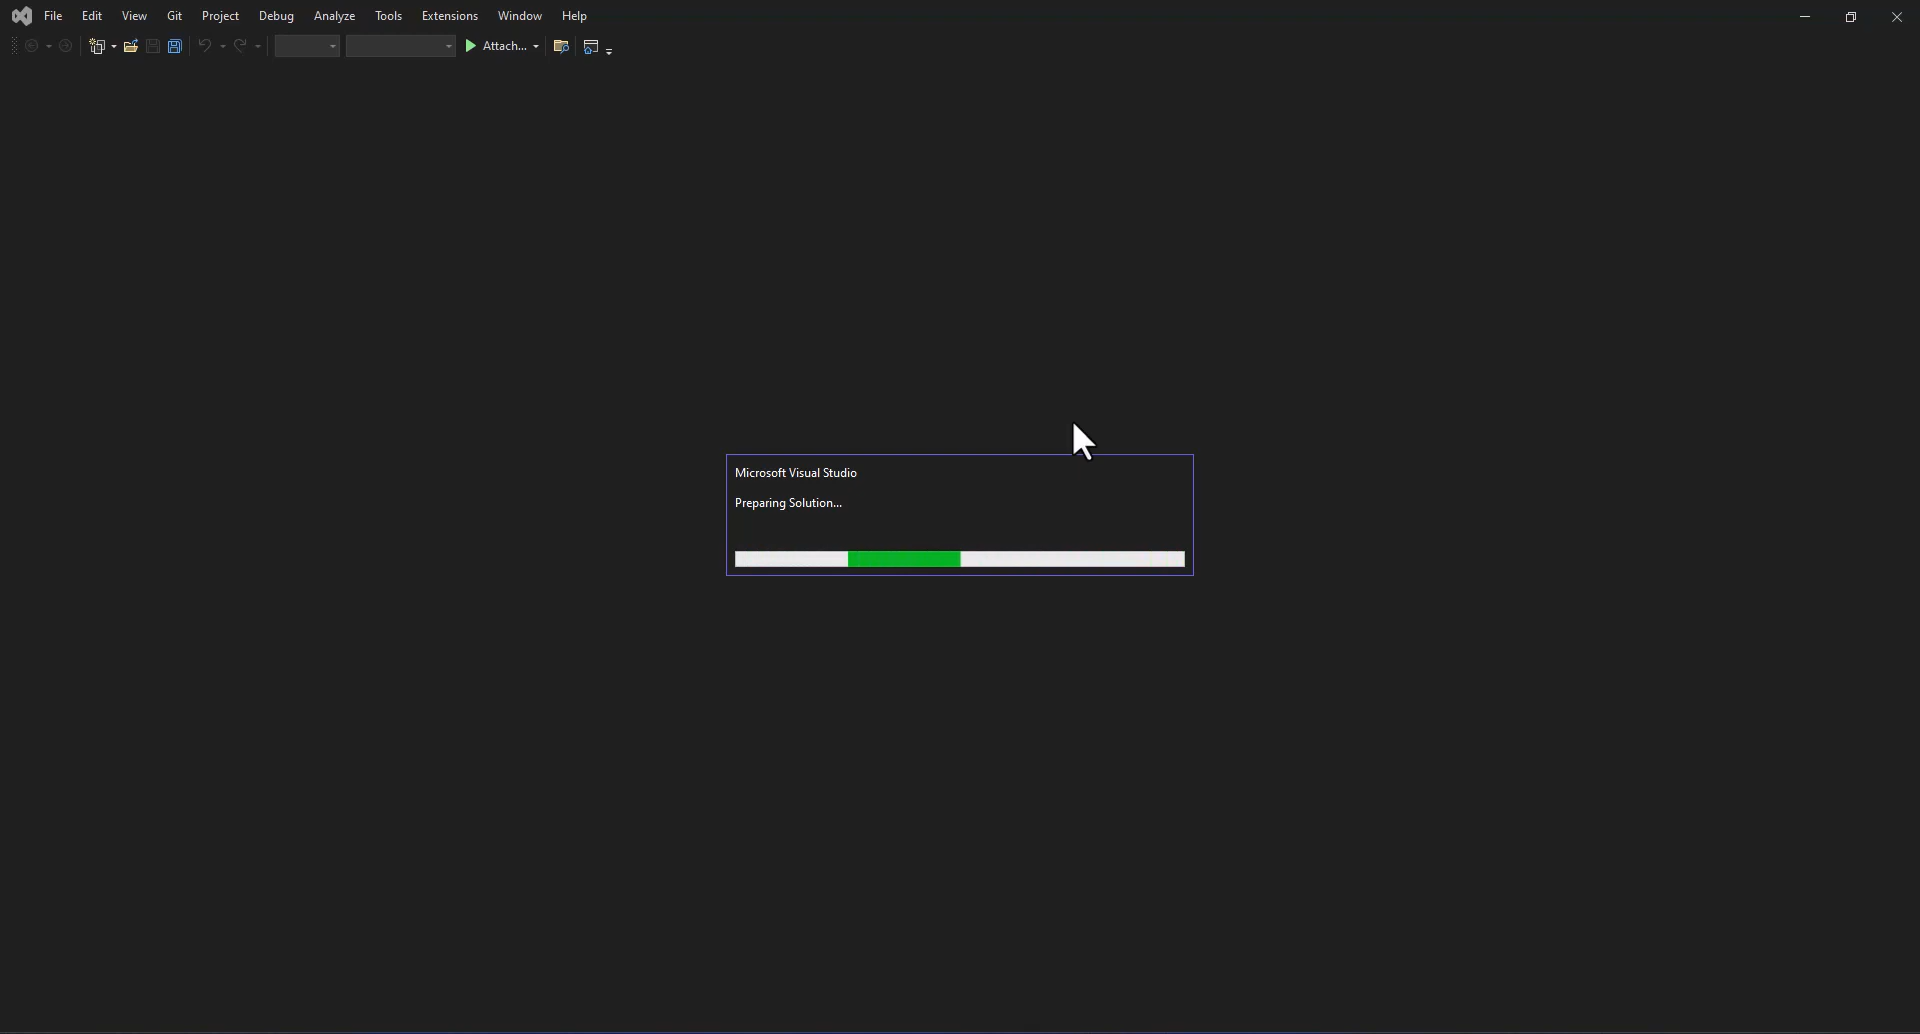 File Edit View Git Project Debug Analyze Tools Extensions Window Help
Attach...
Microsoft Visual Studio
Preparing Solution...